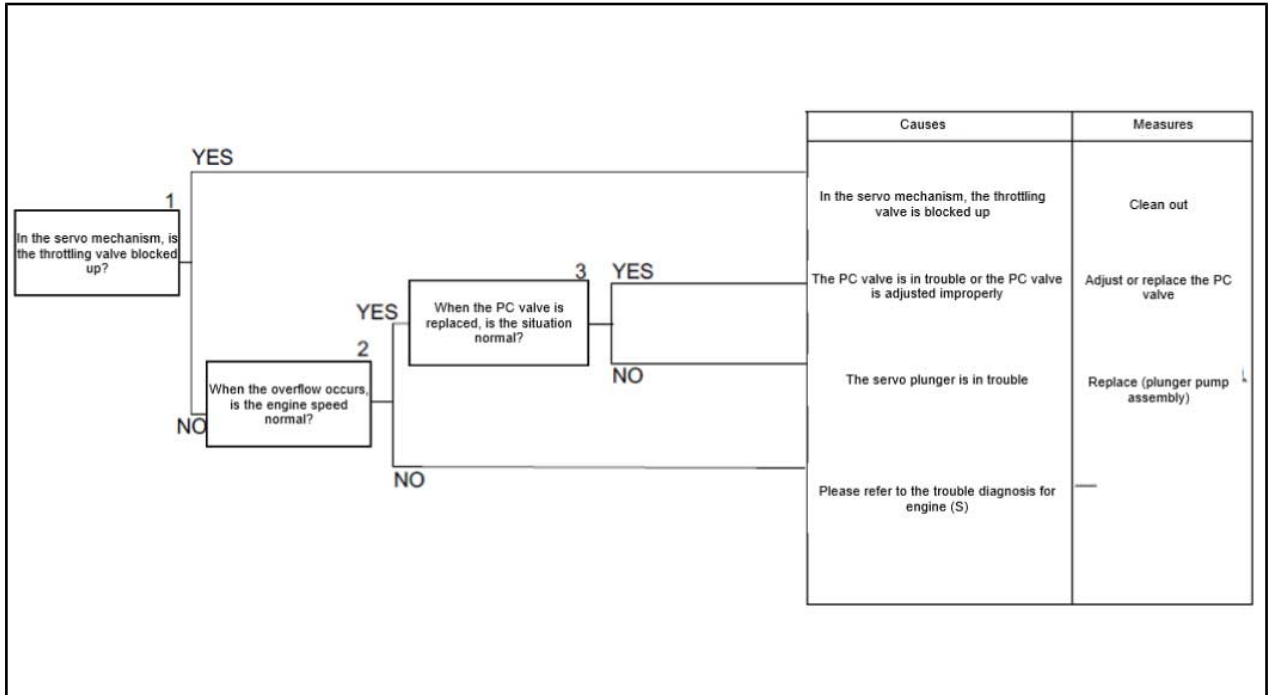 Causes
Measures
YES
1
In the servo mechanism, is
the throttling valve blocked
up?
In the servo mechanism, the throttling
valve is blocked up
Clean out
3
YES
When the PC valve is
replaced, is the situation
normal?
The PC valve is in trouble or the PC valve
is adjusted improperly
Adjust or replace the PC
valve
YES
2
When the overflow occurs,
is the engine speed
normal?
NO
NO
The servo plunger is in trouble
Replace (plunger pump
assembly)
NO
Please refer to the trouble diagnosis for
engine (S)
—